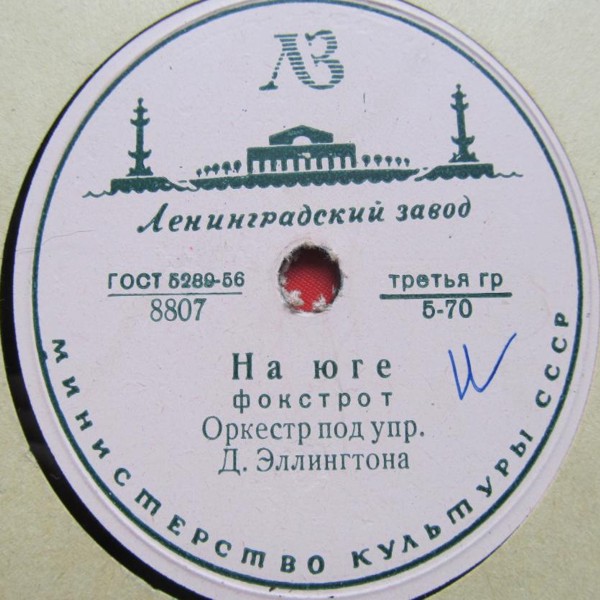 ЛЗ
Ленинградский завод
ГОСТ 5289-56
8807
третья гр
5-70
На юге
фокстрот
Оркестр под упр.
Д. Эллингтона
МИНИСТЕРСТВО КУЛЬТУРЫ СССР